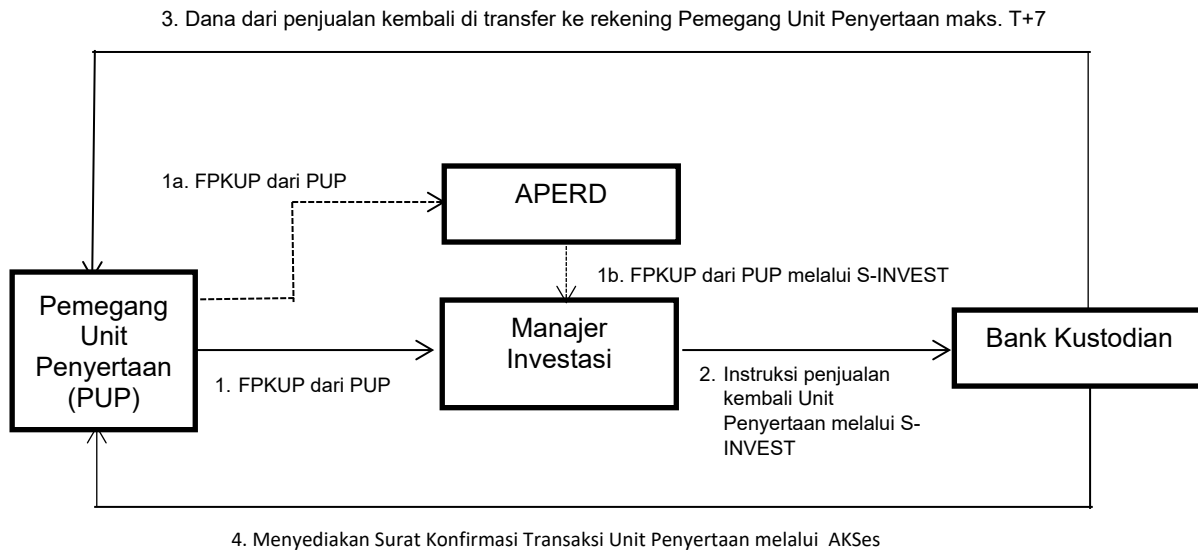 3. Dana dari penjualan kembali di transfer ke rekening Pemegang Unit Penyertaan maks. T+7
1a. FPKUP dari PUP
APERD
1b. FPKUP dari PUP melalui S-INVEST
Pemegang
Unit
Penyertaan
(PUP)
Manajer
Investasi
Bank Kustodian
1. FPKUP dari PUP
2. Instruksi penjualan
kembali Unit
Penyertaan melalui S-
INVEST
4. Menyediakan Surat Konfirmasi Transaksi Unit Penyertaan melalui AKSes